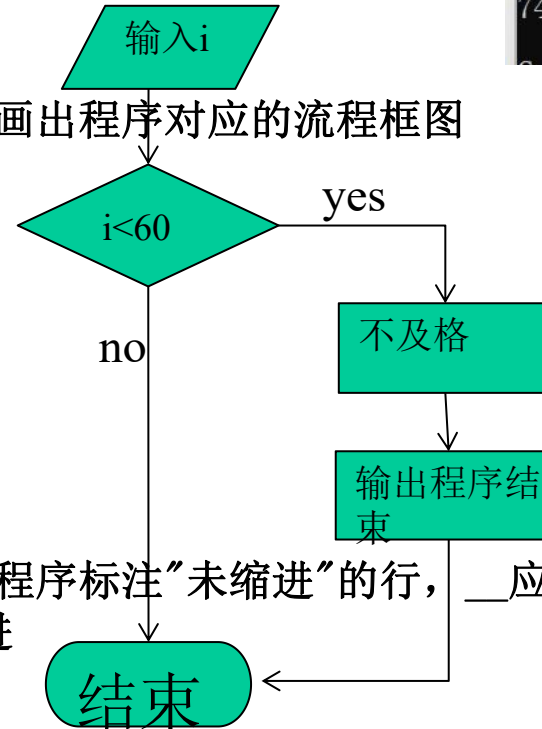 74
输入i
画出程序对应的流程框图
i<60
yes
no
不及格
输出程序结
束
程序标注"未缩进"的行，__应
进
结束